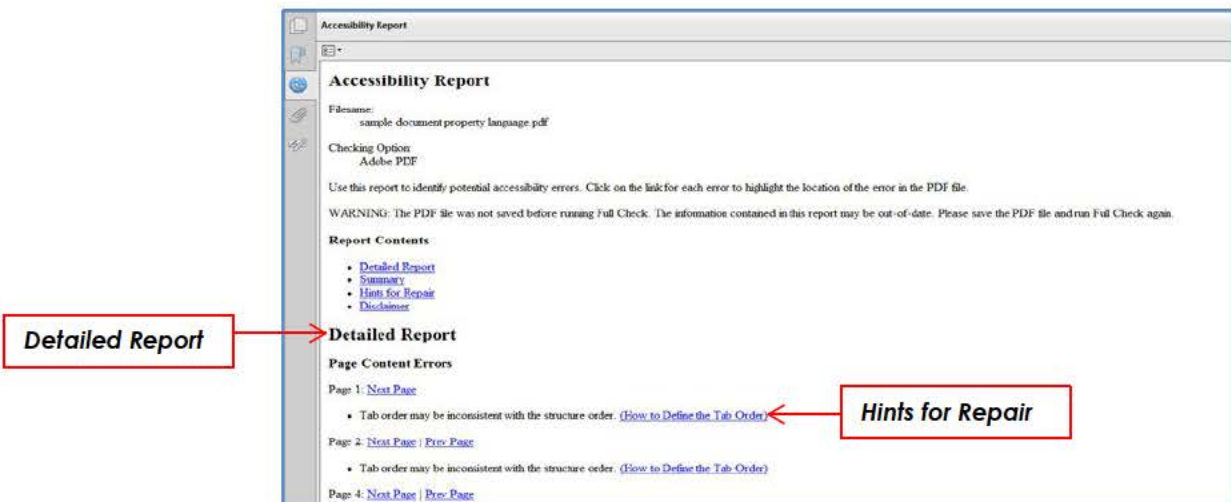 Accessibility Report
Accessibility Report
Filename:
sample document property language.pdf
Checking Option:
Adobe PDF
Use this report to identify potential accessibility errors. Click on the link for each error to highlight the location of the error in the PDF file.
WARNING: The PDF file was not saved before running Full Check. The information contained in this report may be out-of-date. Please save the PDF file and run Full Check again.
Report Contents
• Detailed Report
• Summary
• Hints for Repair
• Disclaimer
Detailed Report
Detailed Report
Page Content Errors
Page 1: Next Page
• Tab order may be inconsistent with the structure order. (How to Define the Tab Order)
Hints for Repair
Page 2: Next Page | Prev Page
• Tab order may be inconsistent with the structure order. (How to Define the Tab Order)
Page 4: Next Page | Prev Page